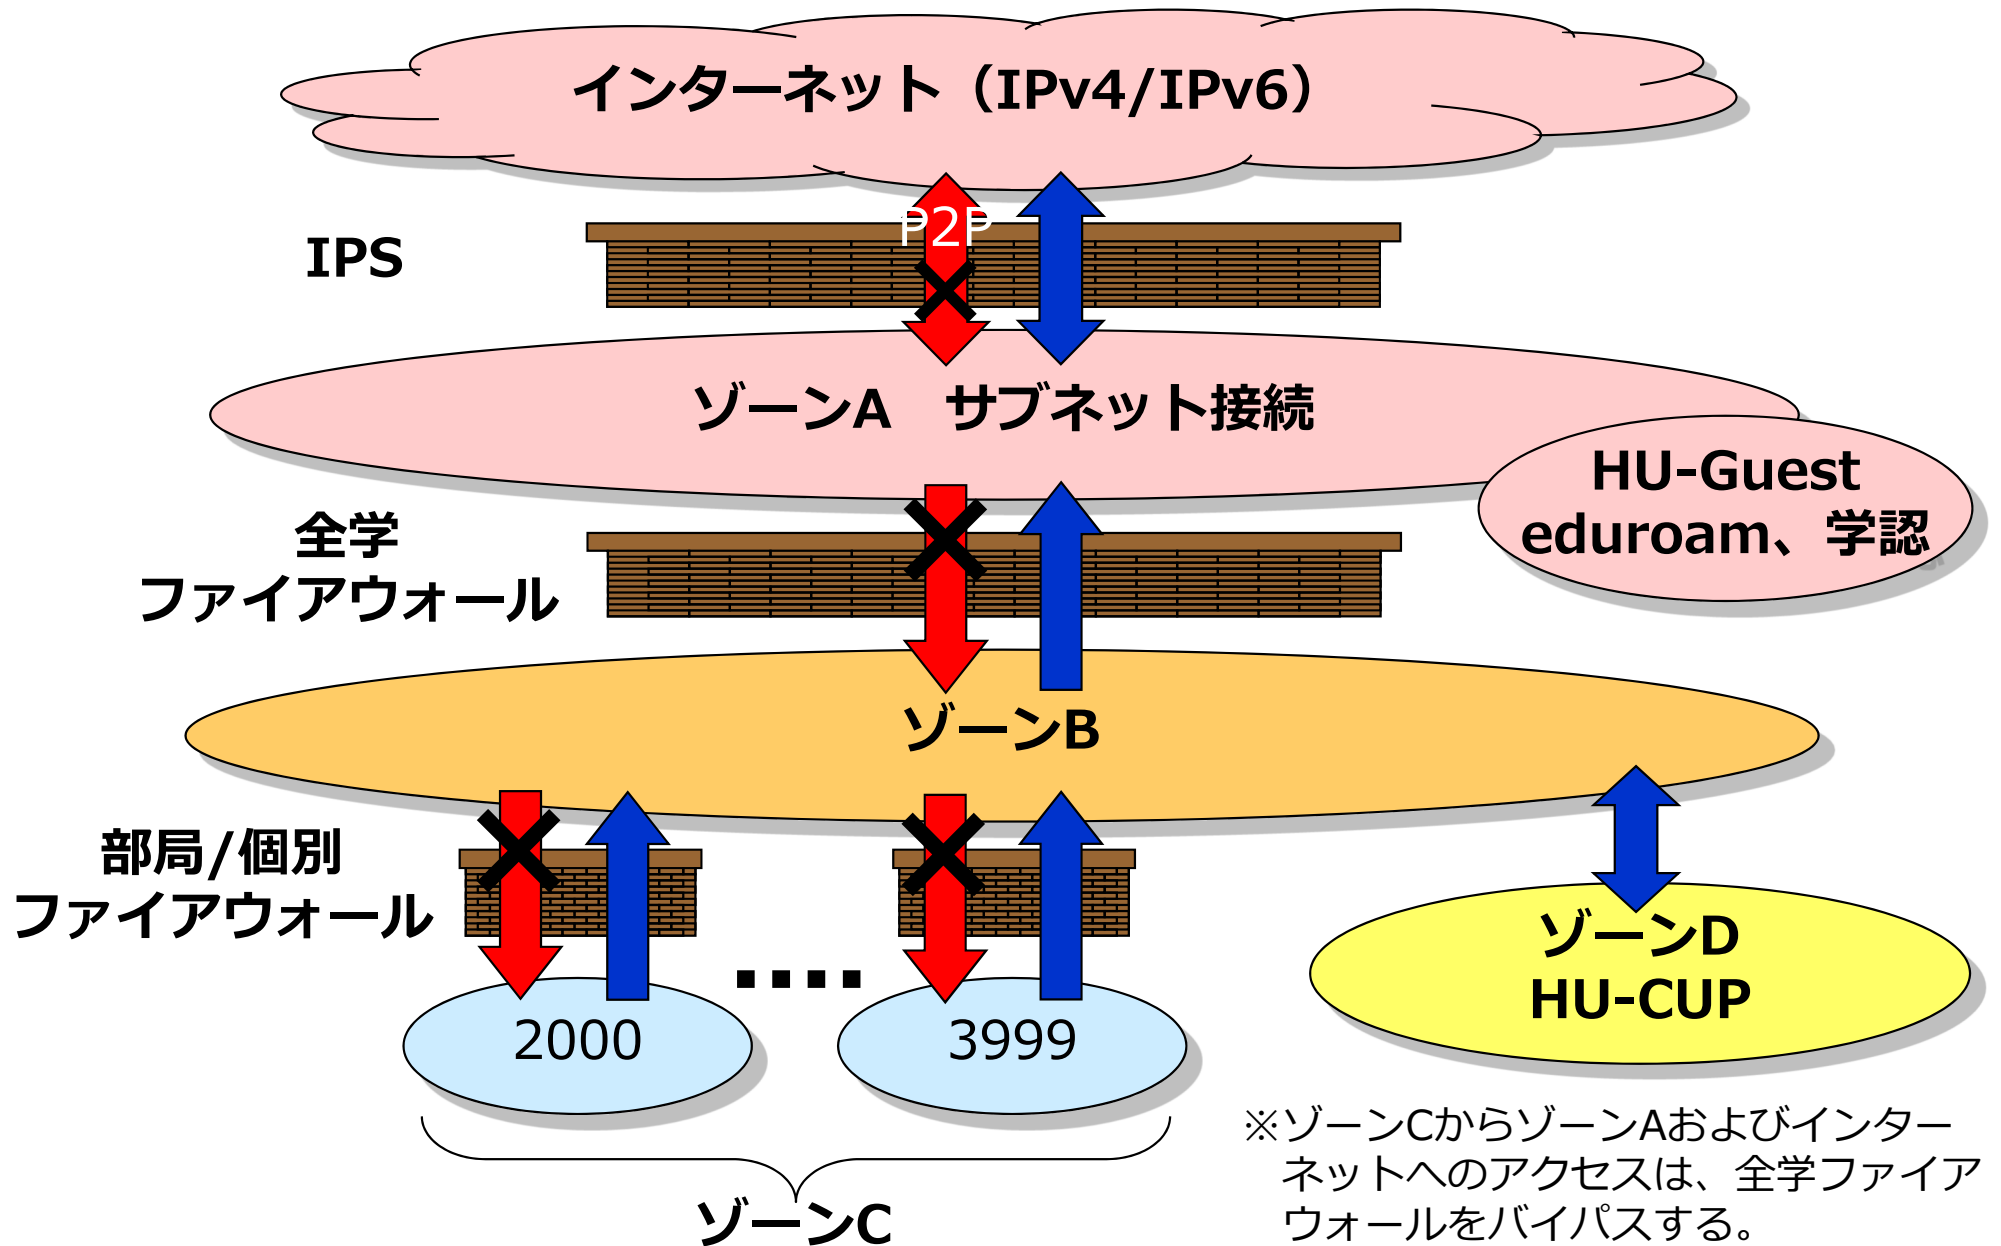 インターネット（IPv4/IPv6）
P2P
IPS
ゾーンA　サブネット接続
HU-Guest
eduroam、学認
全学
ファイアウォール
ゾーンB
部局/個別
ファイアウォール
ゾーンD
HU-CUP
2000
....
3999
※ゾーンCからゾーンAおよびインター
ネットへのアクセスは、全学ファイア
ウォールをバイパスする。
ゾーンC